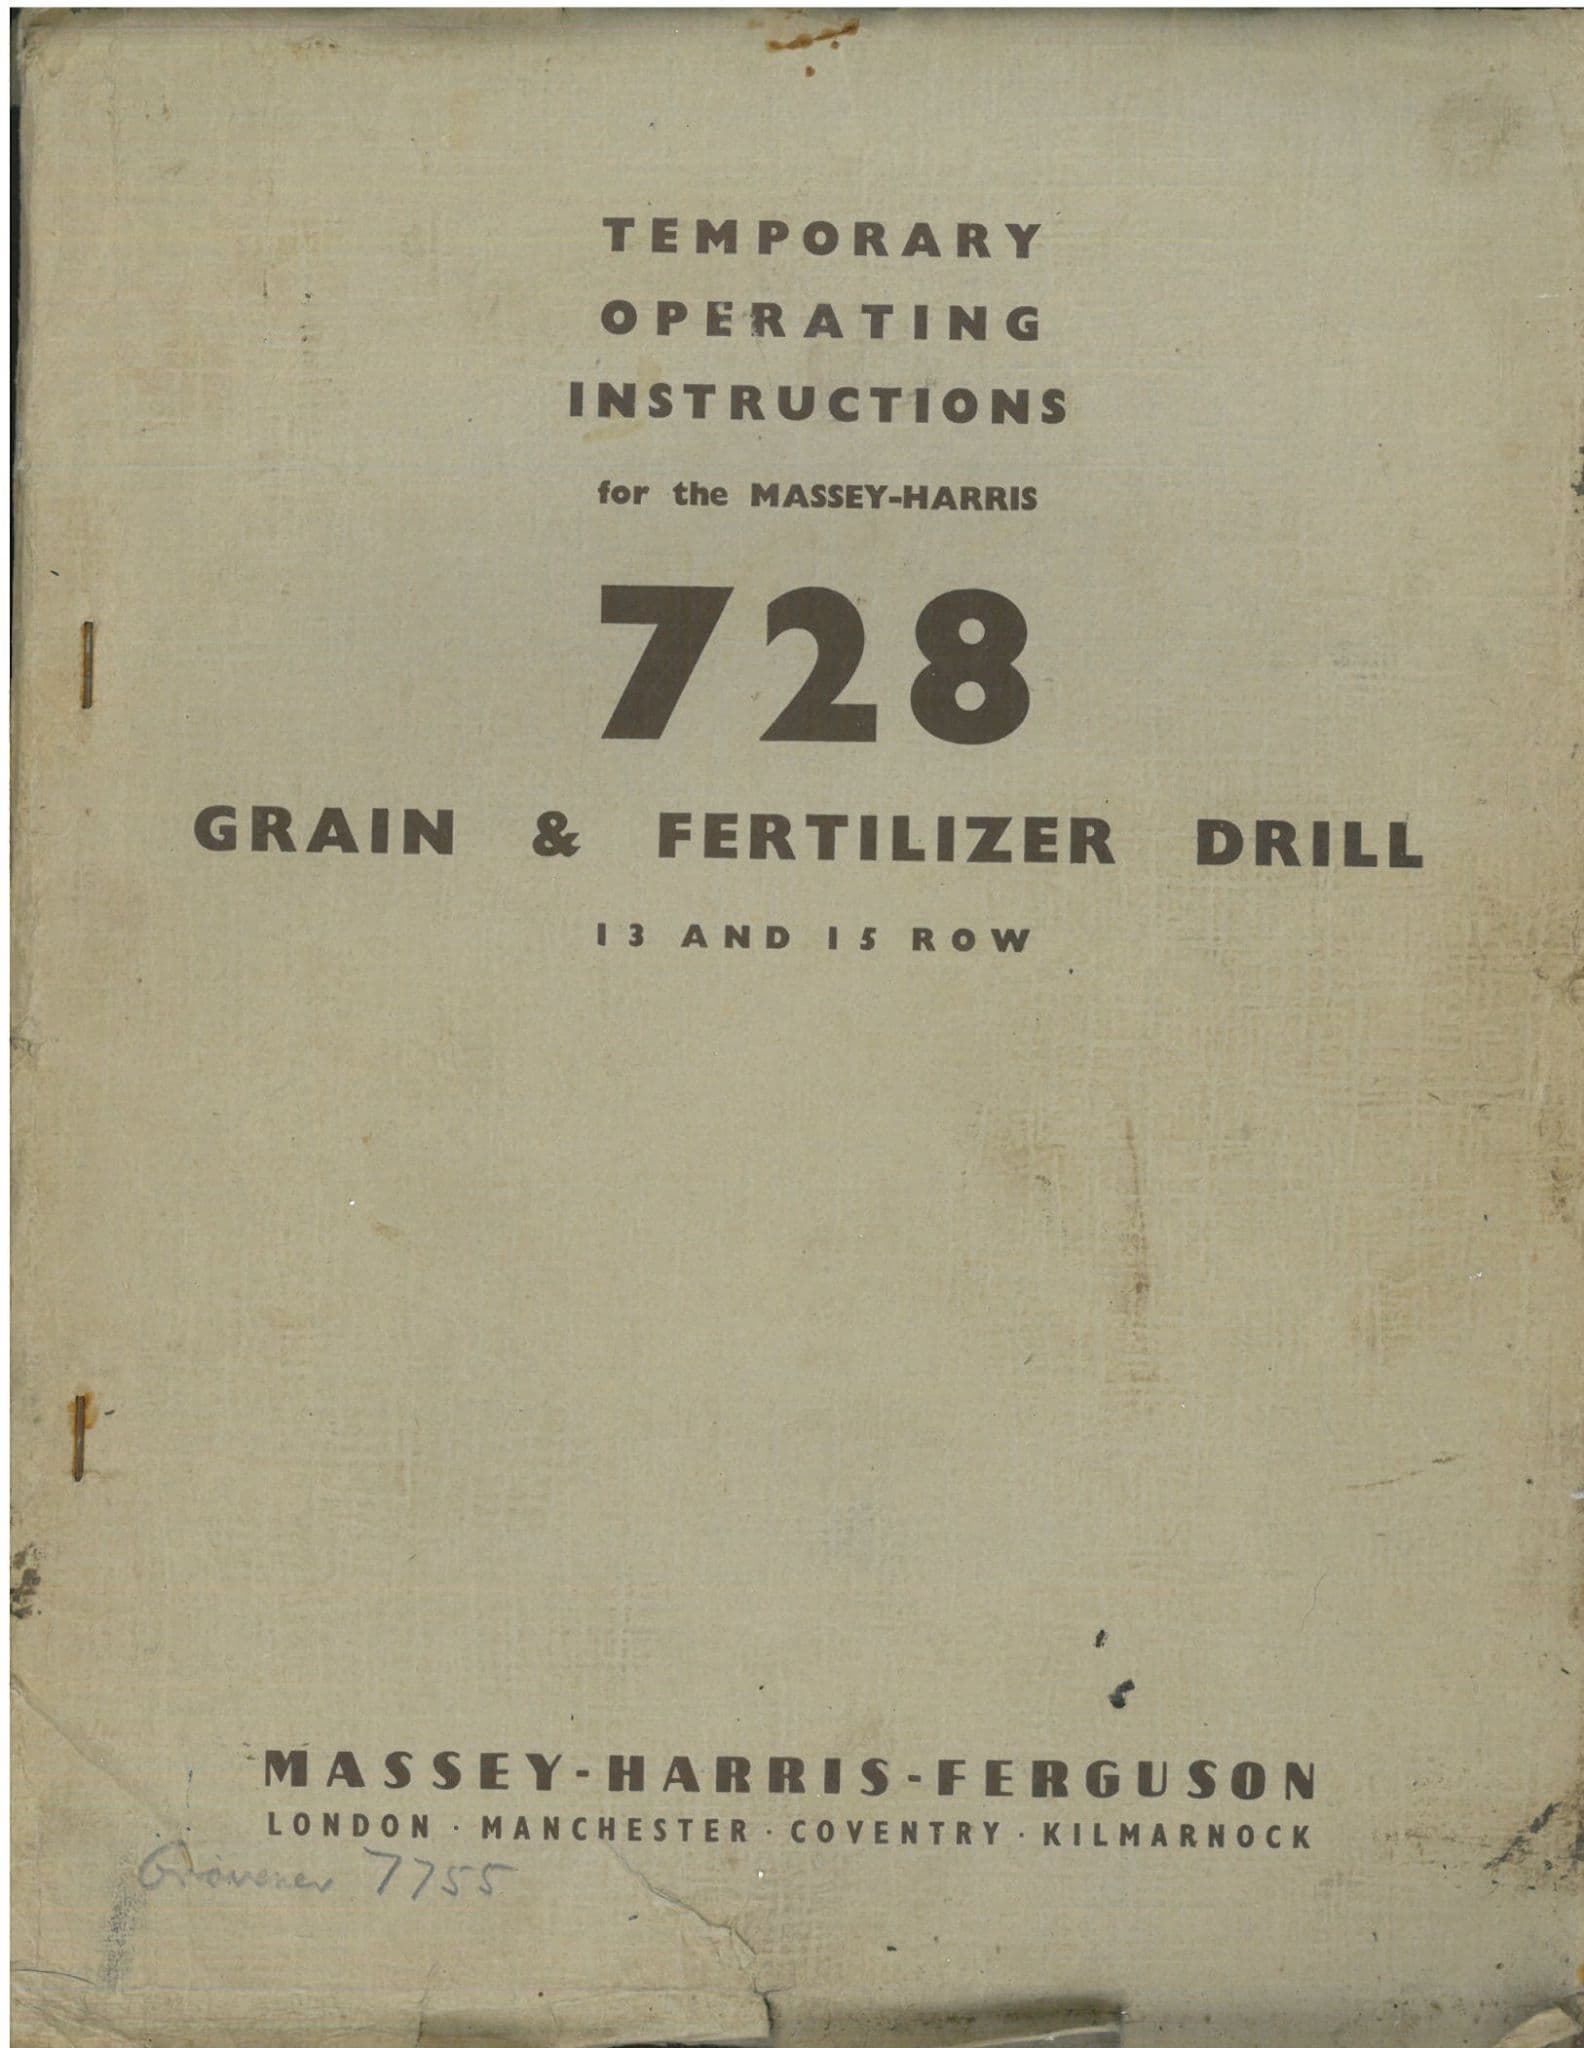 TEMPORARY
OPERATING
INSTRUCTIONS
for the MASSEY-HARRIS
728
GRAIN & FERTILIZER DRILL
13 AND 15 ROW
MASSEY-HARRIS-FERGUSON
LONDON · MANCHESTER · COVENTRY · KILMARNOCK
7755